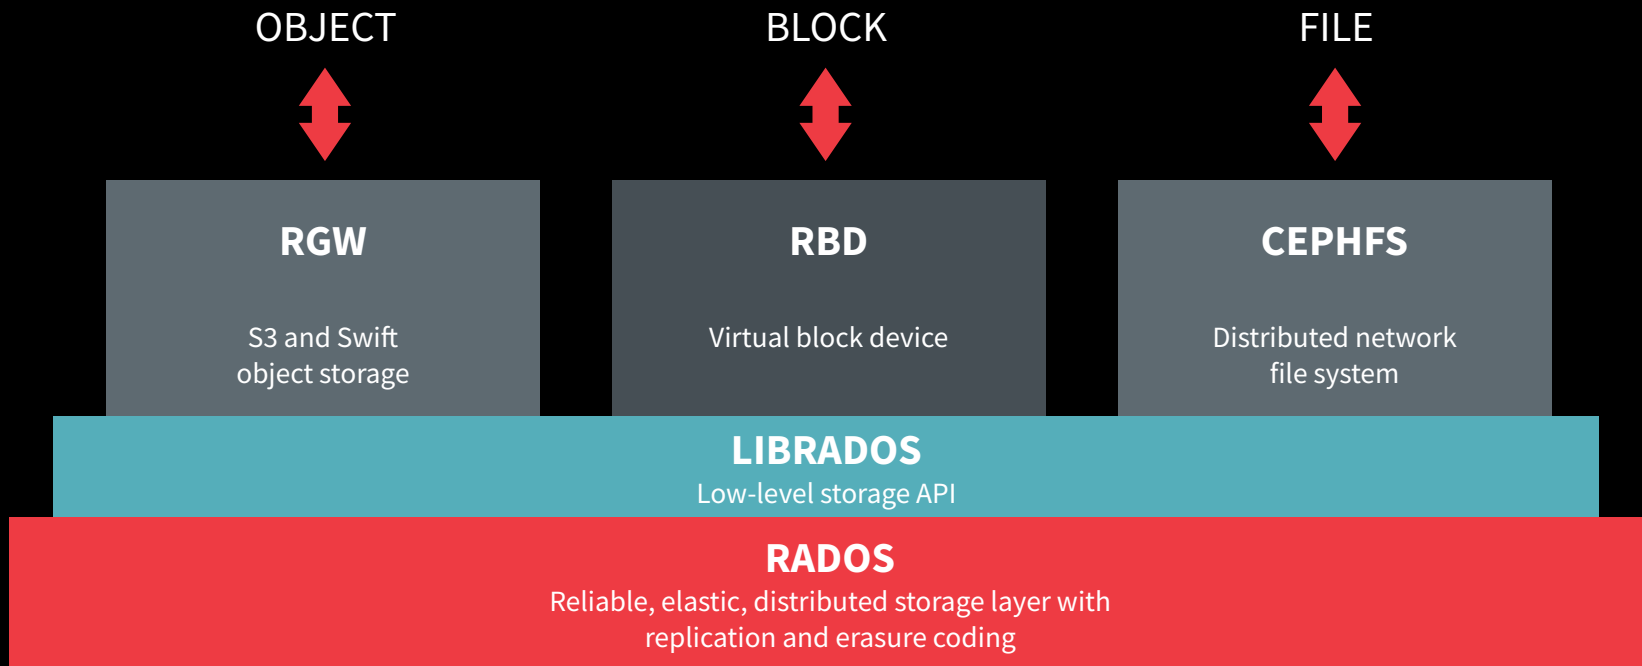 OBJECT
BLOCK
FILE
RGW
S3 and Swift
object storage
RBD
Virtual block device
CEPHFS
Distributed network
file system
LIBRADOS
Low-level storage API
RADOS
Reliable, elastic, distributed storage layer with
replication and erasure coding